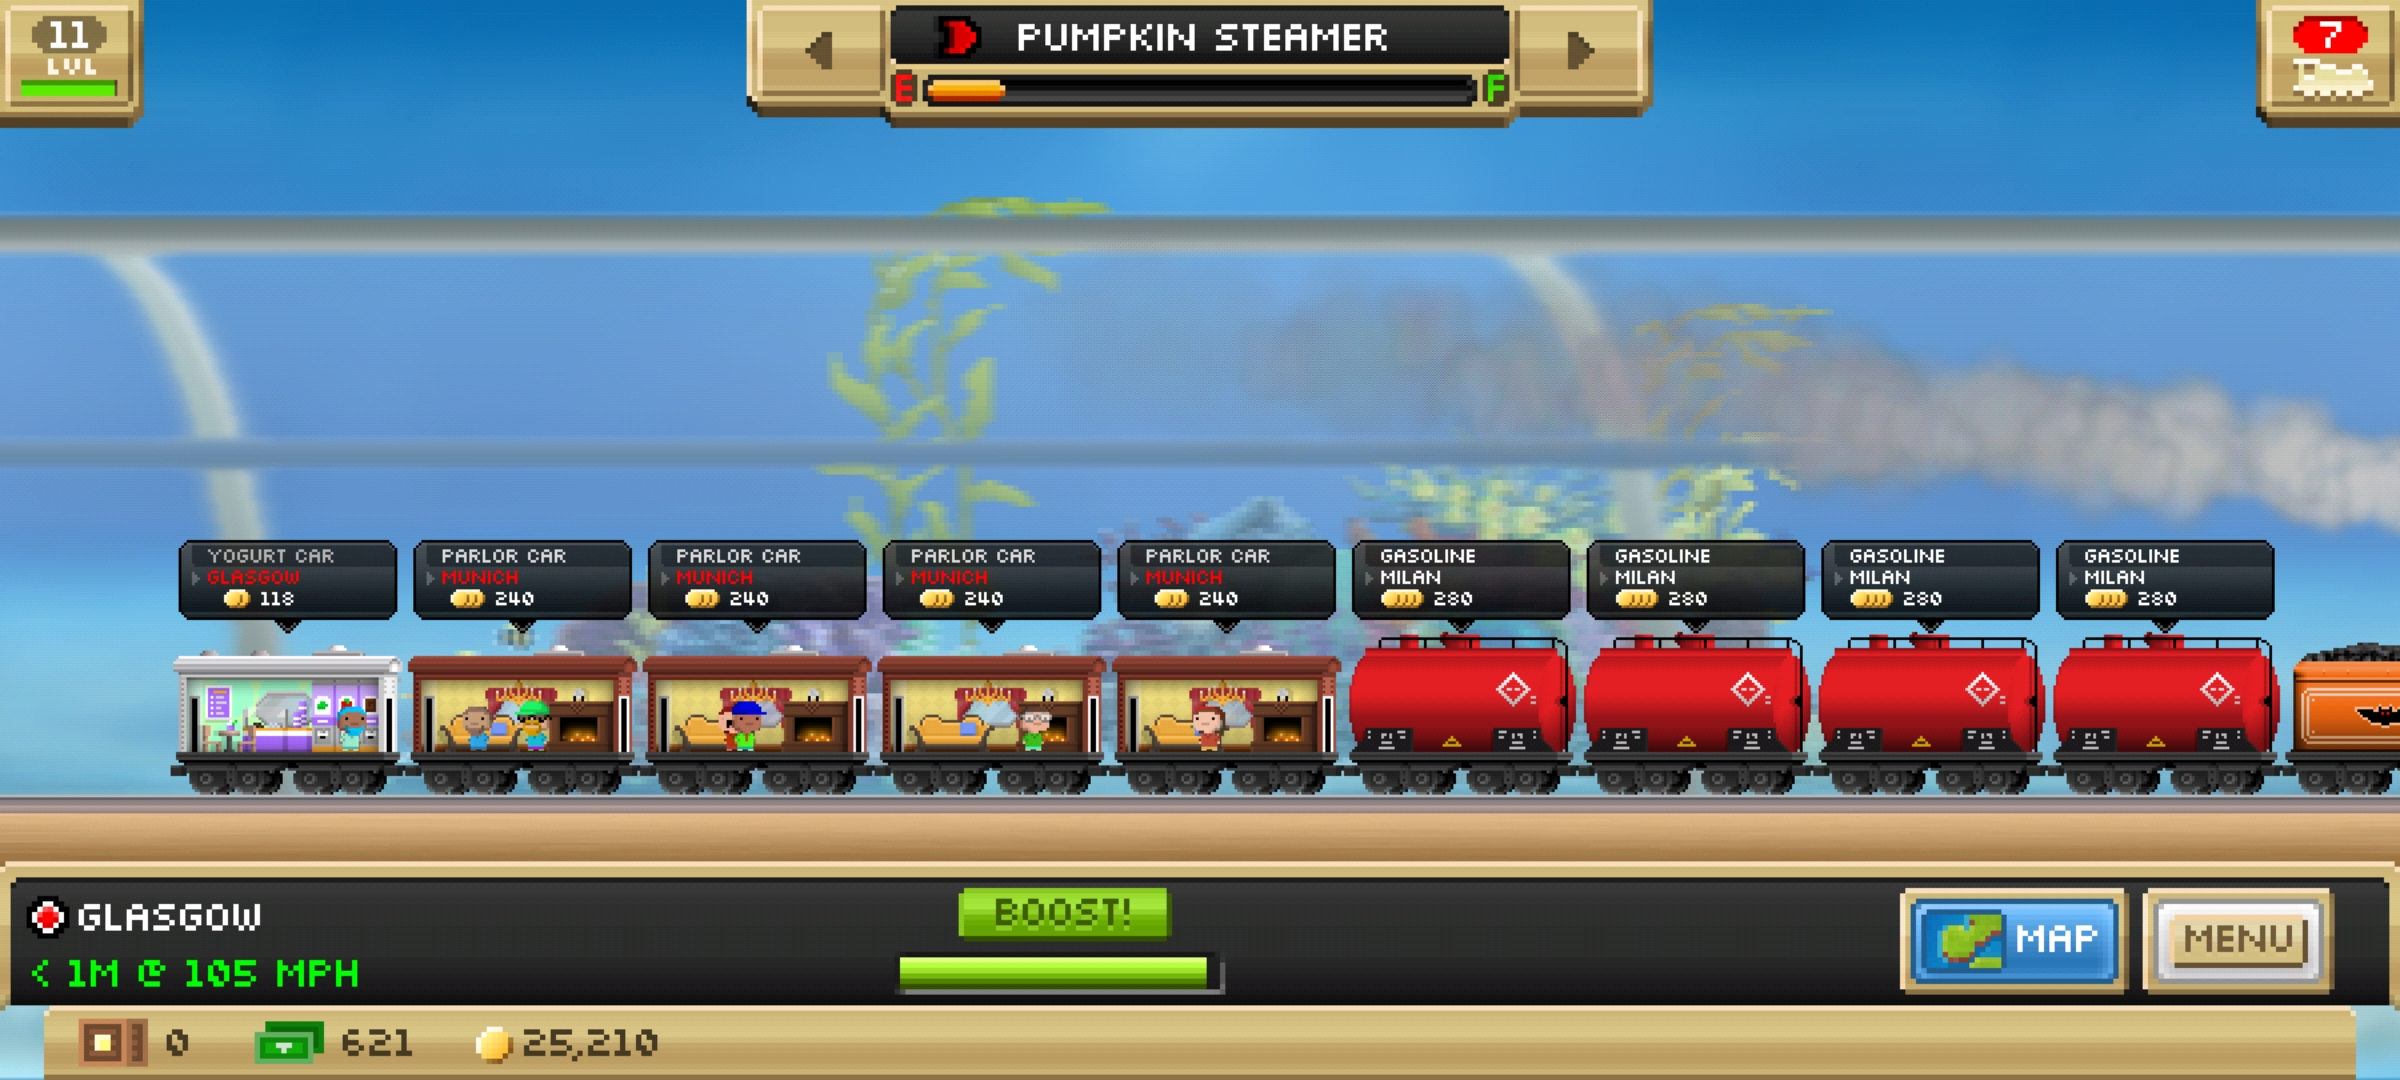 11
LVL
PUMPKIN STEAMER
E F
7
YOGURT CAR
GLASGOW
118
PARLOR CAR
MUNICH
240
PARLOR CAR
MUNICH
240
PARLOR CAR
MUNICH
240
PARLOR CAR
MUNICH
240
GASOLINE
MILAN
280
GASOLINE
MILAN
280
GASOLINE
MILAN
280
GASOLINE
MILAN
280
GLASGOW
< 1M @ 105 MPH
BOOST!
MAP
MENU
0 621 25,210